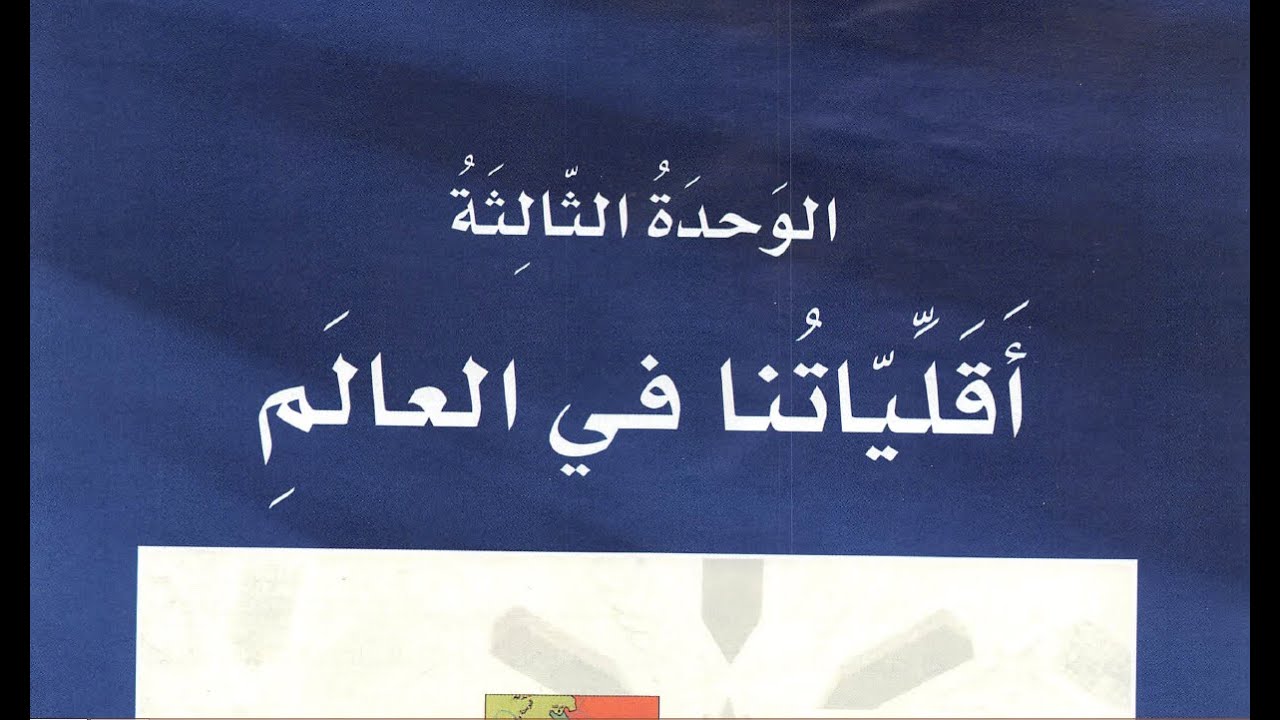 الوَحدَةُ الثّالِثَةُ
أَقَلِّيّاتُنا في العالَمِ